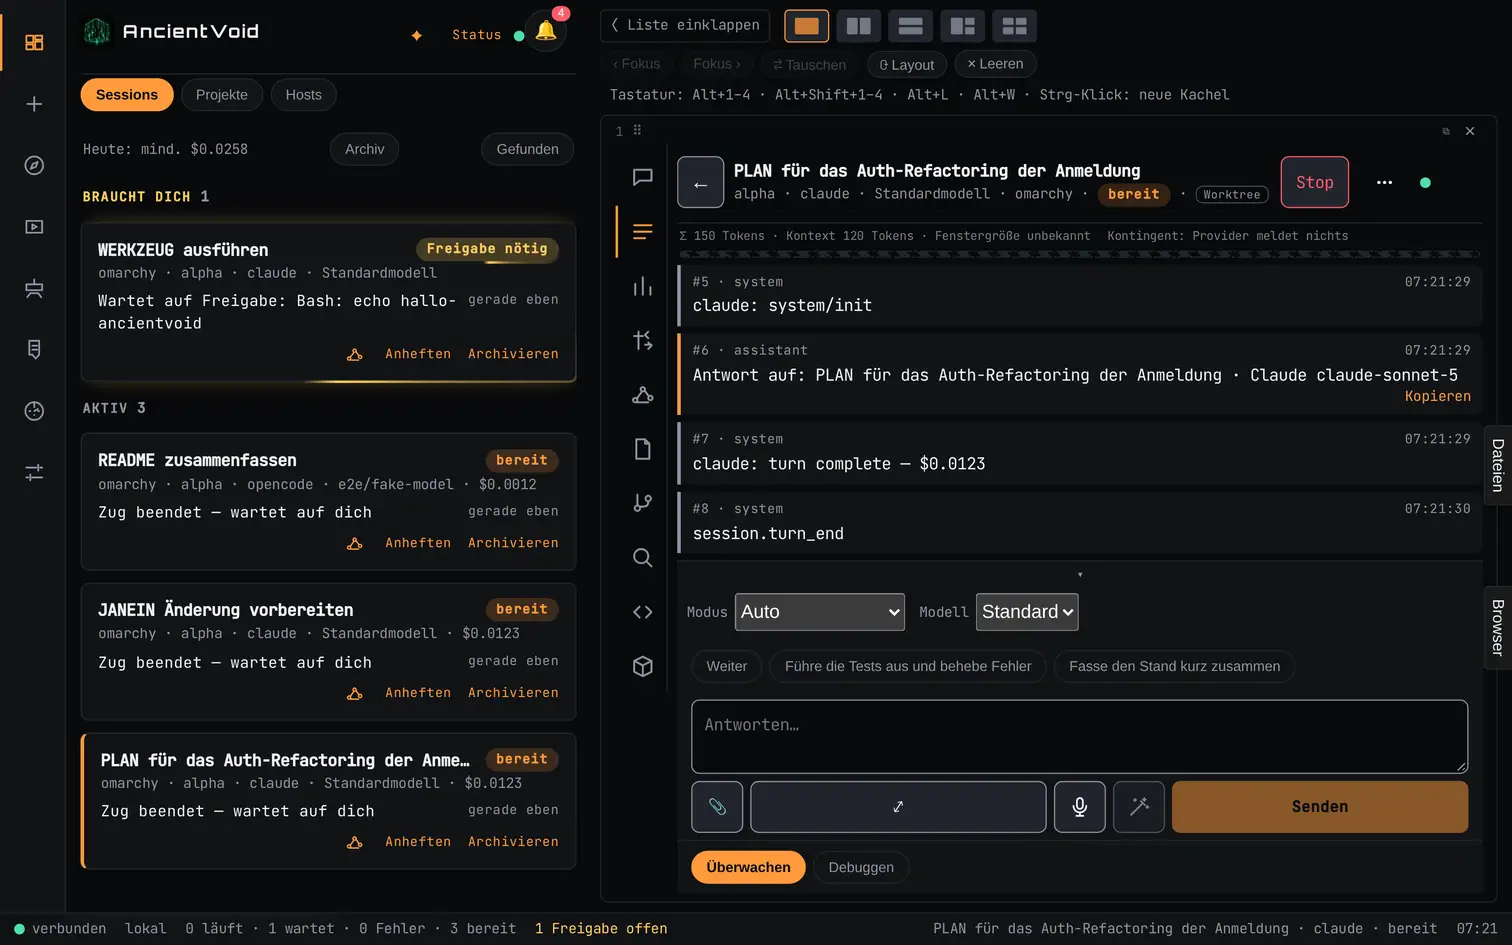 AncientVoid
Status
4
Sessions
Projekte
Hosts
Heute: mind. $0.0258
Archiv
Gefunden
BRAUCHT DICH 1
WERKZEUG ausführen
Freigabe nötig
omarchy · alpha · claude · Standardmodell
Wartet auf Freigabe: Bash: echo hallo-
ancientvoid
gerade eben
Anheften Archivieren
AKTIV 3
README zusammenfassen
bereit
omarchy · alpha · opencode · e2e/fake-model · $0.0012
Zug beendet — wartet auf dich
gerade eben
Anheften Archivieren
JANEIN Änderung vorbereiten
bereit
omarchy · alpha · claude · Standardmodell · $0.0123
Zug beendet — wartet auf dich
gerade eben
Anheften Archivieren
PLAN für das Auth-Refactoring der Anme…
bereit
omarchy · alpha · claude · Standardmodell · $0.0123
Zug beendet — wartet auf dich
gerade eben
Anheften Archivieren
Liste einklappen
‹ Fokus
Fokus ›
⇄ Tauschen
Layout
× Leeren
Tastatur: Alt+1–4 · Alt+Shift+1–4 · Alt+L · Alt+W · Strg-Klick: neue Kachel
1
PLAN für das Auth-Refactoring der Anmeldung
alpha · claude · Standardmodell · omarchy · bereit · Worktree
Stop
Σ 150 Tokens · Kontext 120 Tokens · Fenstergröße unbekannt Kontingent: Provider meldet nichts
#5 · system 07:21:29
claude: system/init
#6 · assistant 07:21:29
Antwort auf: PLAN für das Auth-Refactoring der Anmeldung · Claude claude-sonnet-5
Kopieren
#7 · system 07:21:29
claude: turn complete — $0.0123
#8 · system 07:21:30
session.turn_end
Modus Auto Modell Standard
Weiter
Führe die Tests aus und behebe Fehler
Fasse den Stand kurz zusammen
Antworten…
Senden
Überwachen
Debuggen
Dateien
Browser
verbunden lokal 0 läuft · 1 wartet · 0 Fehler · 3 bereit 1 Freigabe offen
PLAN für das Auth-Refactoring der Anmeldung · claude · bereit 07:21